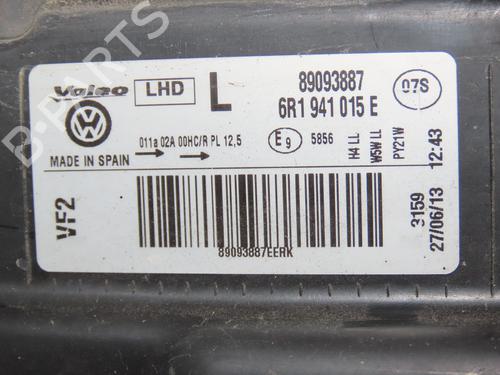 Valeo LHD L 89093887 07S
6R1 941 015 E
011a 02A 00HC/R PL 12,5 E9 5856
MADE IN SPAIN
H4 LL
W5W LL
PY21W
12:43
VF2
3159
27/06/13
89093887EERK
B-PARTS